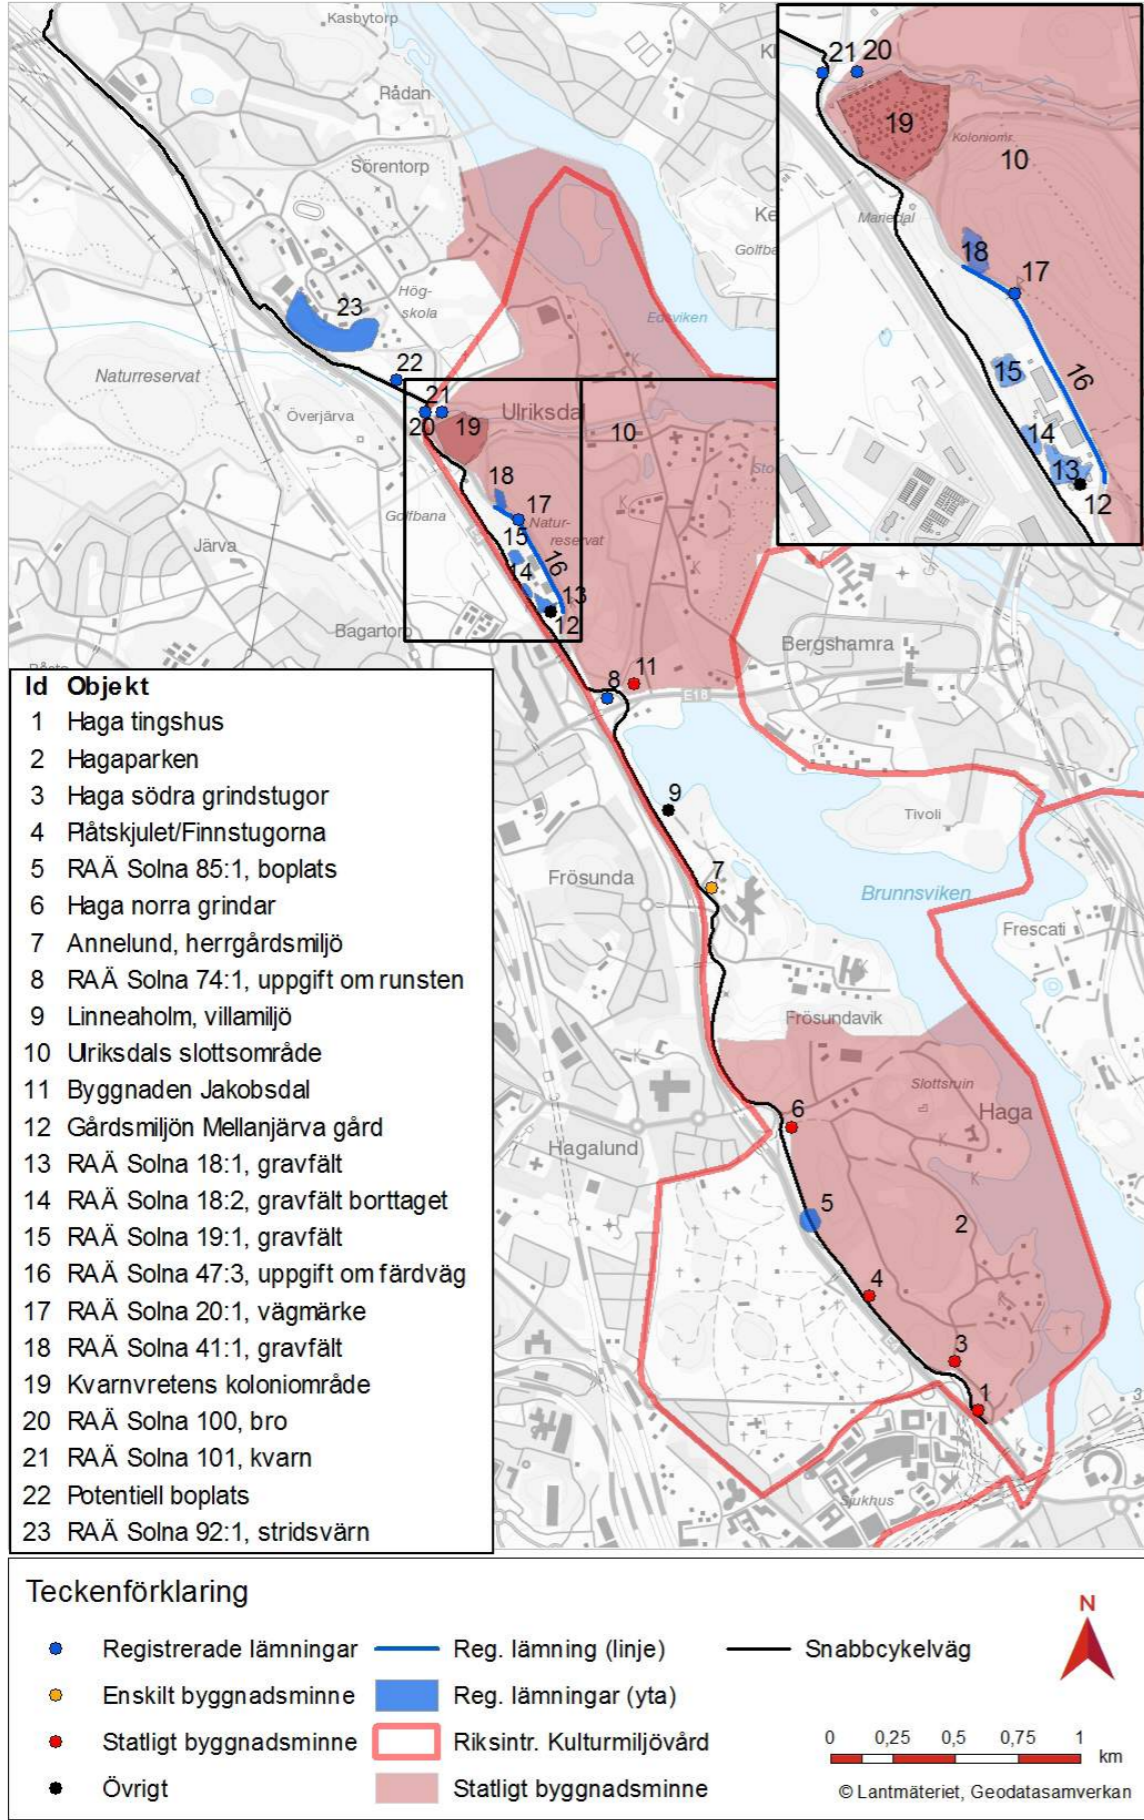 Kasbytorp
Rådan
Sörentorp
Hög-
skola
23
Naturreservat
22
Överjärva
21
20
19
Ulriksdal
10
Edsviken
Golfbana
18
17
Natur-
reservat
15
16
14
13
12
Järva
Bagartorp
21
20
19
Koloniomr.
10
Mariedal
18
17
15
16
14
13
12
Bergshamra
11
8
E18
9
Tivoli
Frösunda
7
Brunnsviken
Frescati
Frösundavik
Slottsruin
Haga
6
Hagalund
5
2
4
3
1
Sjukhus
Id Objekt
1 Haga tingshus
2 Hagaparken
3 Haga södra grindstugor
4 Plåtskjulet/Finnstugorna
5 RAÄ Solna 85:1, boplats
6 Haga norra grindar
7 Annelund, herrgårdsmiljö
8 RAÄ Solna 74:1, uppgift om runsten
9 Linneaholm, villamiljö
10 Ulriksdals slottsområde
11 Byggnaden Jakobsdal
12 Gårdsmiljön Mellanjärva gård
13 RAÄ Solna 18:1, gravfält
14 RAÄ Solna 18:2, gravfält borttaget
15 RAÄ Solna 19:1, gravfält
16 RAÄ Solna 47:3, uppgift om färdväg
17 RAÄ Solna 20:1, vägmärke
18 RAÄ Solna 41:1, gravfält
19 Kvarnvretens koloniområde
20 RAÄ Solna 100, bro
21 RAÄ Solna 101, kvarn
22 Potentiell boplats
23 RAÄ Solna 92:1, stridsvärn
Teckenförklaring
Registrerade lämningar
Enskilt byggnadsminne
Statligt byggnadsminne
Övrigt
Reg. lämning (linje)
Reg. lämningar (yta)
Riksintr. Kulturmiljövård
Statligt byggnadsminne
Snabbcykelväg
N
0 0,25 0,5 0,75 1
km
© Lantmäteriet, Geodatasamverkan